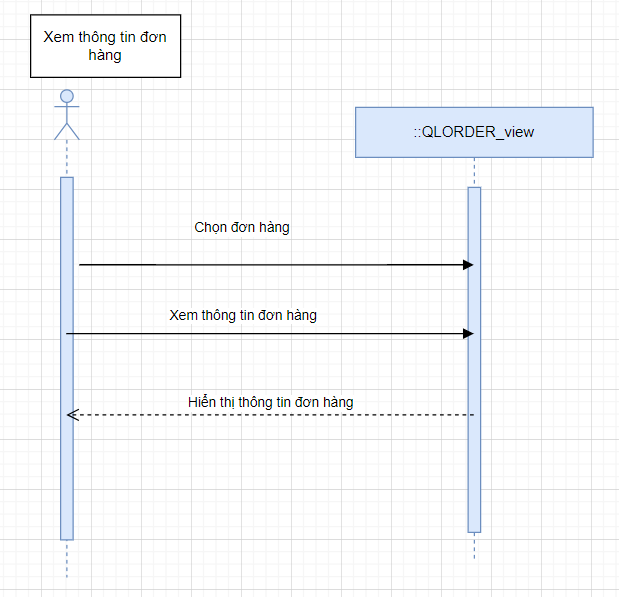 Xem thông tin đơn
hàng
::QLORDER_view
Chọn đơn hàng
Xem thông tin đơn hàng
Hiển thị thông tin đơn hàng